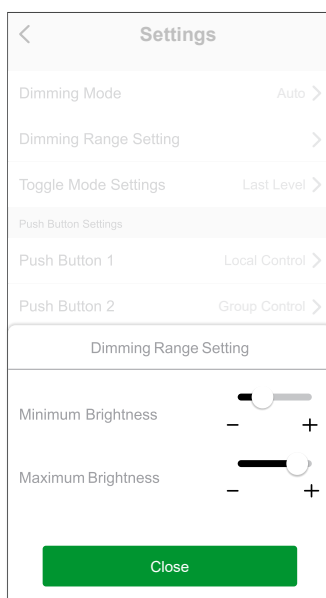 Settings
Dimming Mode Auto
Dimming Range Setting
Toggle Mode Settings Last Level
Push Button Settings
Push Button 1 Local Control
Push Button 2 Group Control
Dimming Range Setting
Minimum Brightness
− +
Maximum Brightness
− +
Close